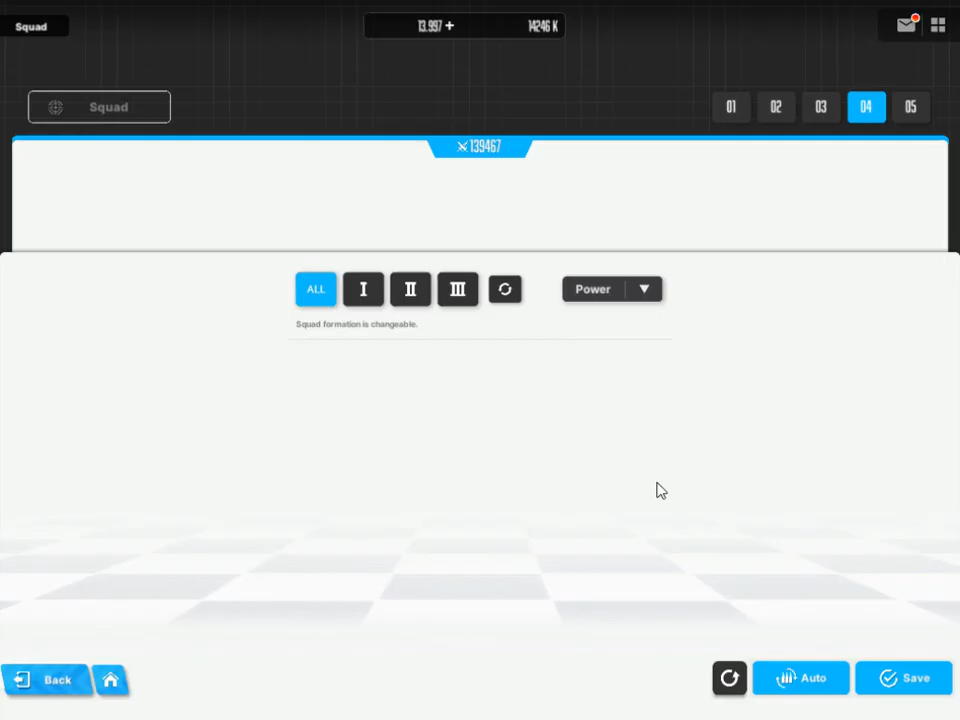 Squad
13.997 +
14246 K
Squad
01 02 03 04 05
139467
ALL I II III
Power
Squad formation is changeable.
Back
Auto
Save